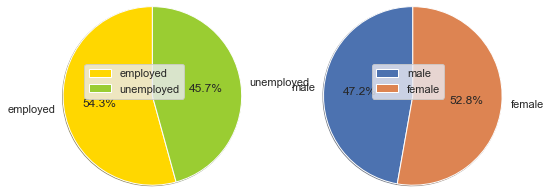 employed
unemployed
54.3%
45.7%
employed
unemployed
male
female
47.2%
52.8%
male
female